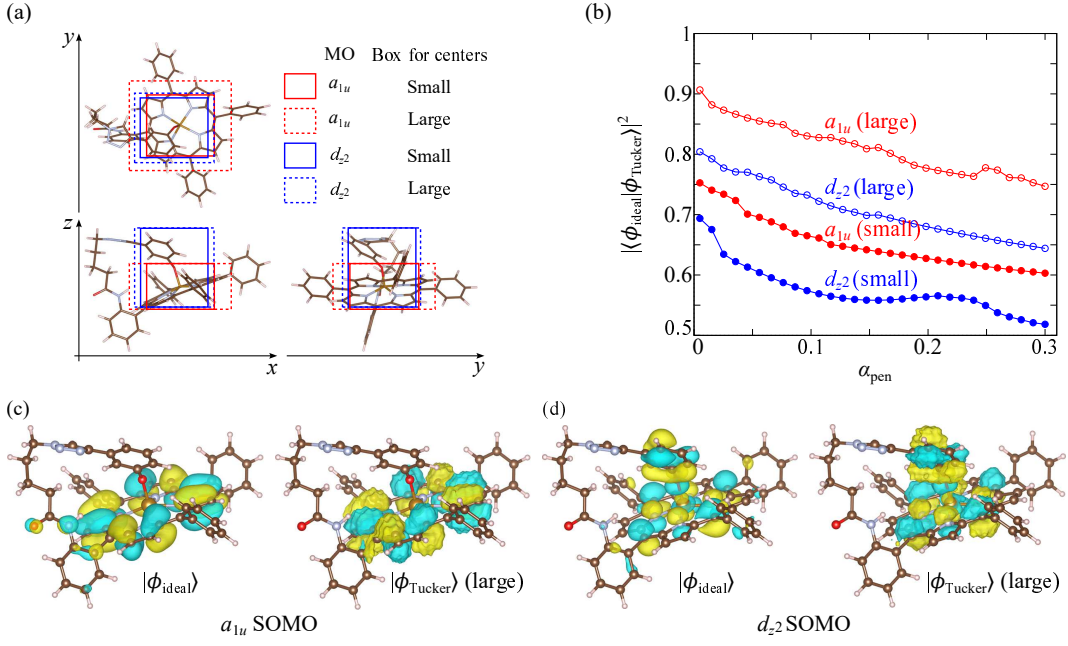 (a)
y
MO Box for centers
a1u Small
a1u Large
dz2 Small
dz2 Large
z
x
y
(b)
|⟨ϕideal|ϕTucker⟩|²
1
0.9
0.8
0.7
0.6
0.5
a1u (large)
dz2 (large)
a1u (small)
dz2 (small)
0 0.1 0.2 0.3
αpen
(c)
|ϕideal⟩
|ϕTucker⟩ (large)
a1u SOMO
(d)
|ϕideal⟩
|ϕTucker⟩ (large)
dz2 SOMO